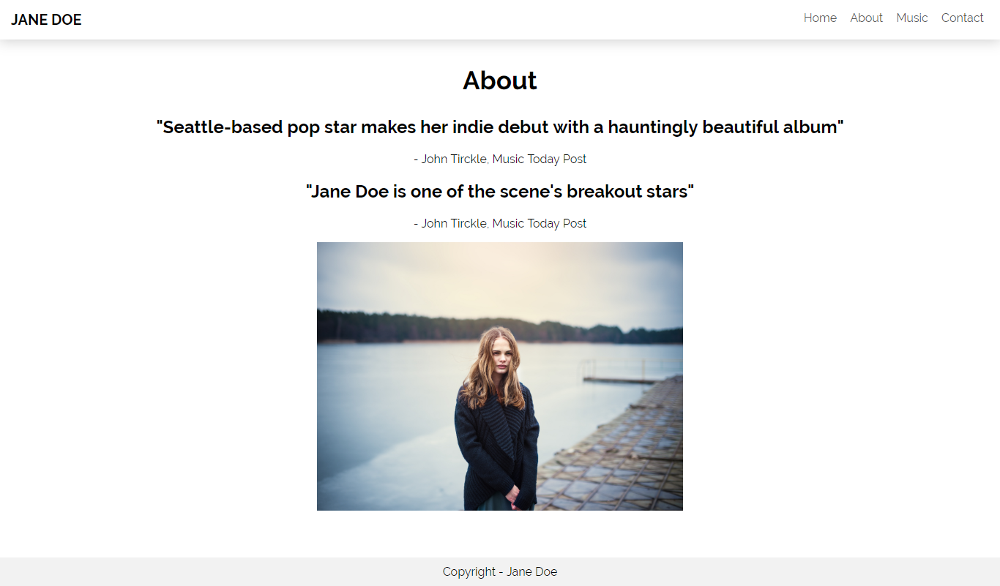 JANE DOE
Home About Music Contact
About
"Seattle-based pop star makes her indie debut with a hauntingly beautiful album"
- John Tirckle, Music Today Post
"Jane Doe is one of the scene's breakout stars"
- John Tirckle, Music Today Post
Copyright - Jane Doe